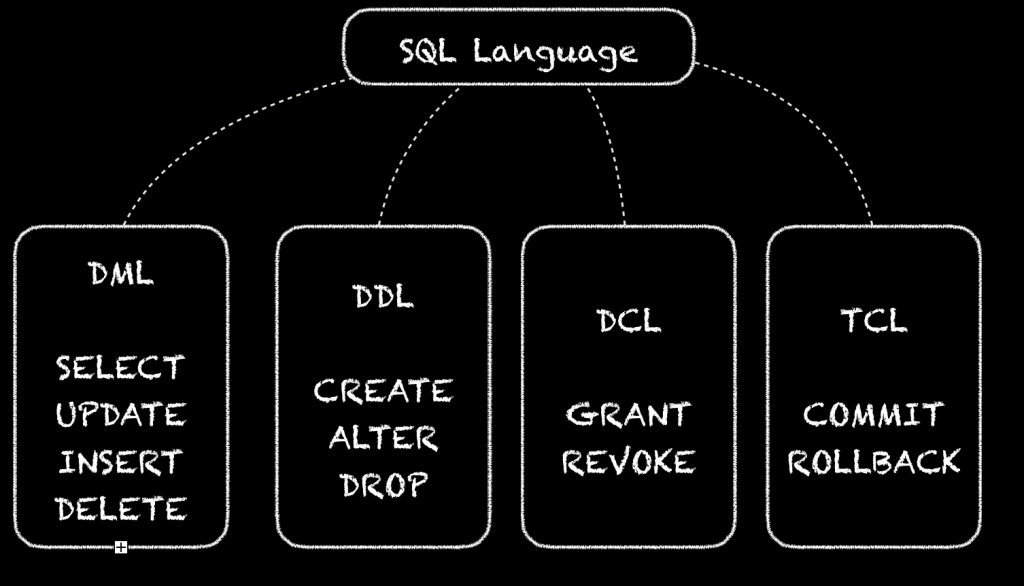 SQL Language
DML
SELECT
UPDATE
INSERT
DELETE
DDL
CREATE
ALTER
DROP
DCL
GRANT
REVOKE
TCL
COMMIT
ROLLBACK